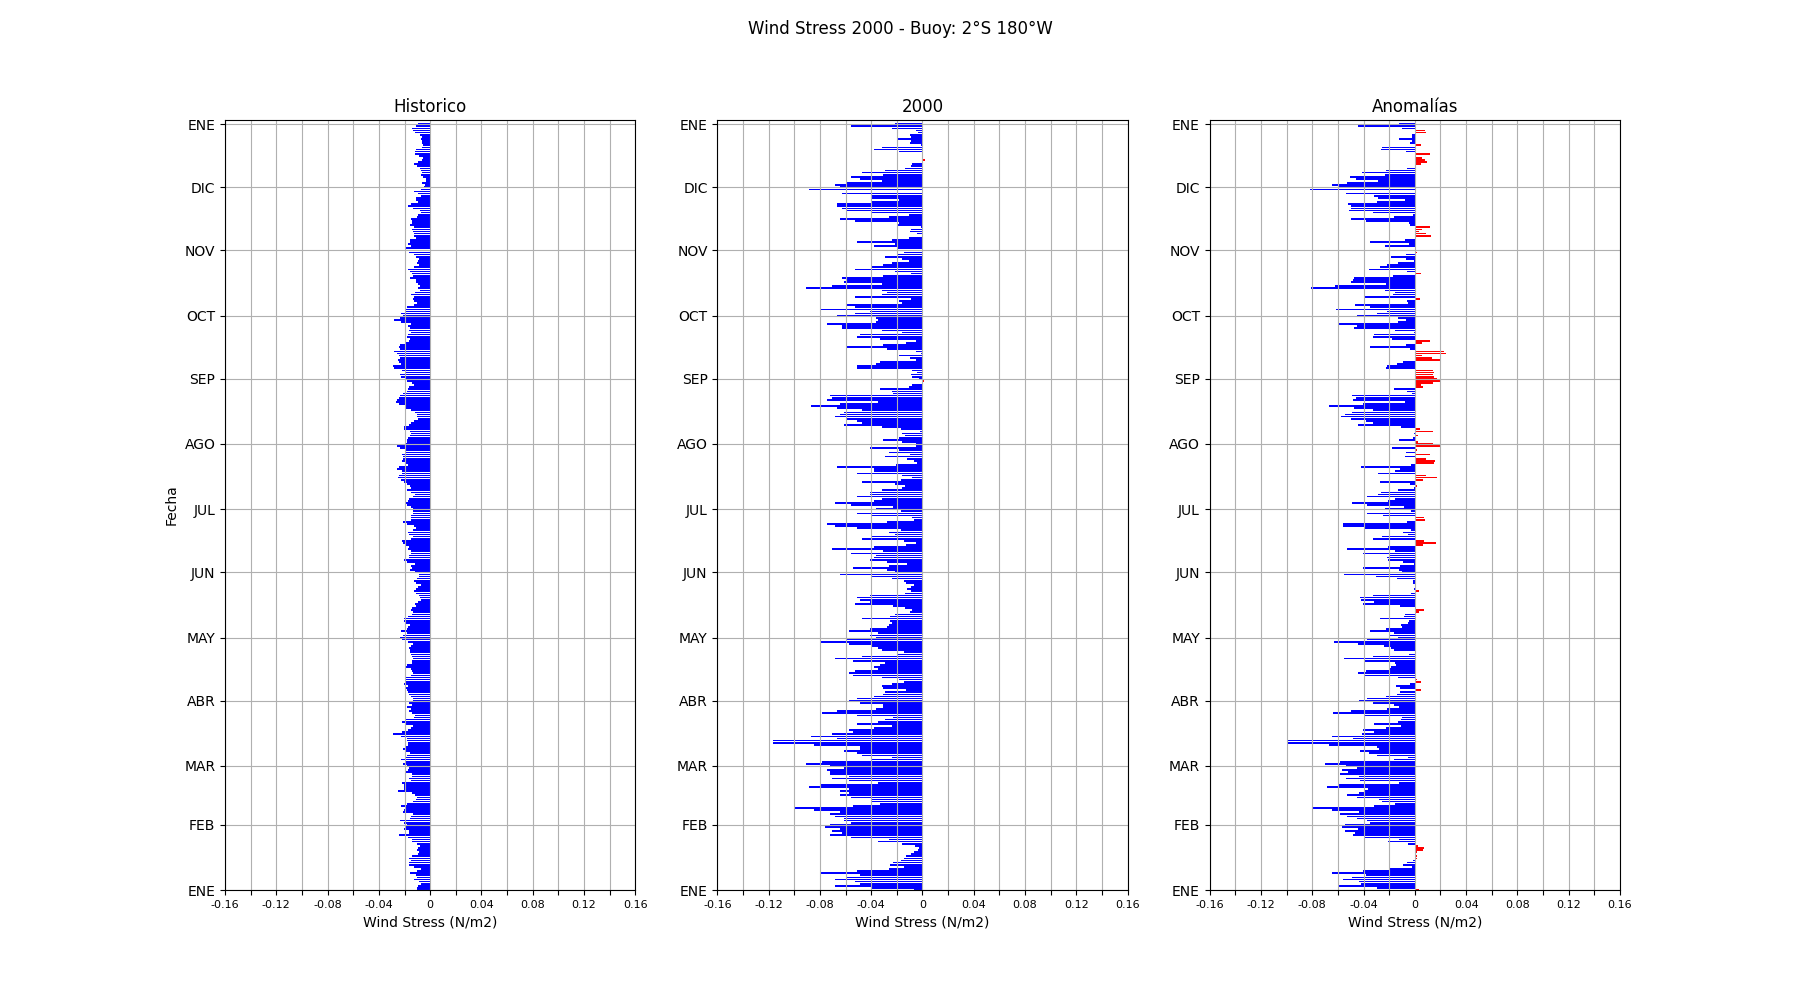 Wind Stress 2000 - Buoy: 2°S 180°W
Historico
2000
Anomalías
Fecha
ENE
DIC
NOV
OCT
SEP
AGO
JUL
JUN
MAY
ABR
MAR
FEB
ENE
-0.16 -0.12 -0.08 -0.04 0 0.04 0.08 0.12 0.16
Wind Stress (N/m2)
ENE
DIC
NOV
OCT
SEP
AGO
JUL
JUN
MAY
ABR
MAR
FEB
ENE
-0.16 -0.12 -0.08 -0.04 0 0.04 0.08 0.12 0.16
Wind Stress (N/m2)
ENE
DIC
NOV
OCT
SEP
AGO
JUL
JUN
MAY
ABR
MAR
FEB
ENE
-0.16 -0.12 -0.08 -0.04 0 0.04 0.08 0.12 0.16
Wind Stress (N/m2)